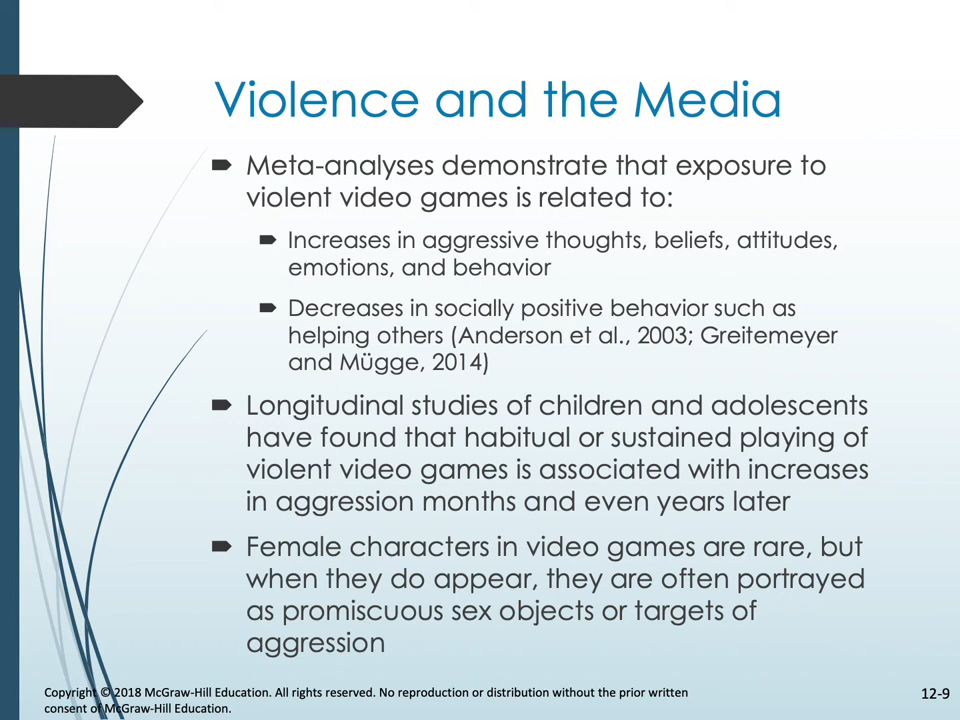 Violence and the Media
Meta-analyses demonstrate that exposure to
violent video games is related to:
Increases in aggressive thoughts, beliefs, attitudes,
emotions, and behavior
Decreases in socially positive behavior such as
helping others (Anderson et al., 2003; Greitemeyer
and Mügge, 2014)
Longitudinal studies of children and adolescents
have found that habitual or sustained playing of
violent video games is associated with increases
in aggression months and even years later
Female characters in video games are rare, but
when they do appear, they are often portrayed
as promiscuous sex objects or targets of
aggression
Copyright © 2018 McGraw-Hill Education. All rights reserved. No reproduction or distribution without the prior written
consent of McGraw-Hill Education.
12-9